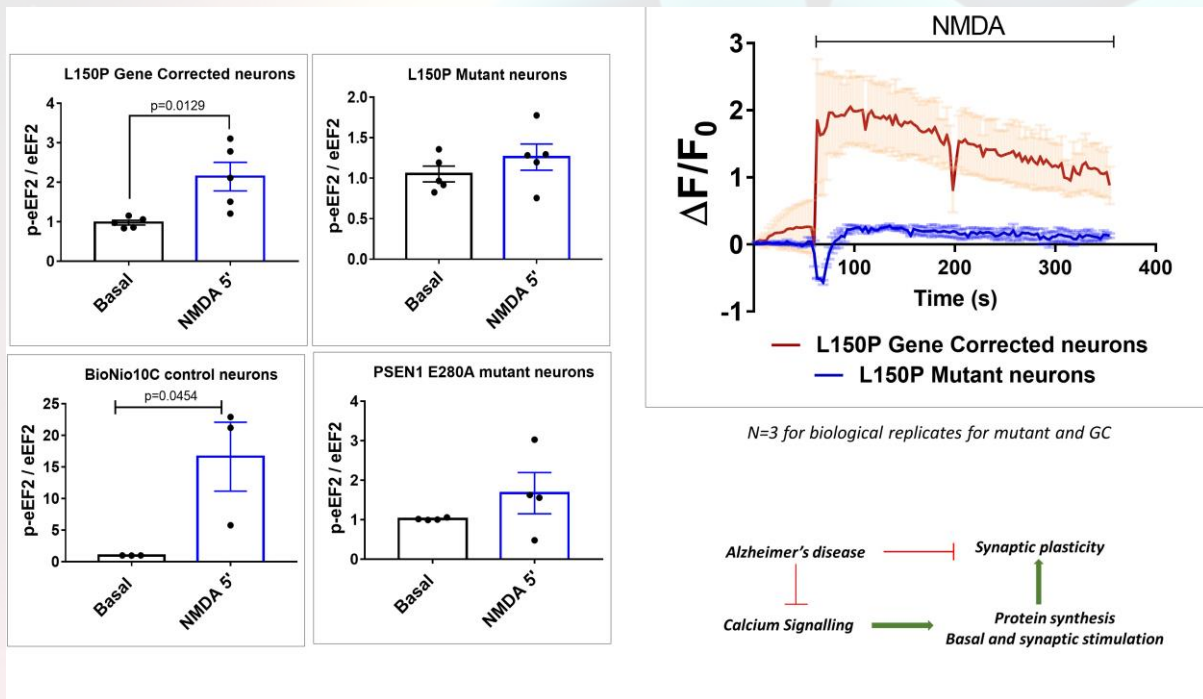 L150P Gene Corrected neurons
p=0.0129
p-eEF2 / eEF2
4
3
2
1
0
Basal
NMDA 5'
L150P Mutant neurons
p-eEF2 / eEF2
2.0
1.5
1.0
0.5
0.0
Basal
NMDA 5'
BioNio10C control neurons
p=0.0454
p-eEF2 / eEF2
25
20
15
10
5
0
Basal
NMDA 5'
PSEN1 E280A mutant neurons
p-eEF2 / eEF2
4
3
2
1
0
Basal
NMDA 5'
NMDA
ΔF/F0
3
2
1
0
-1
100
200
300
400
Time (s)
L150P Gene Corrected neurons
L150P Mutant neurons
N=3 for biological replicates for mutant and GC
Alzheimer's disease
Synaptic plasticity
Calcium Signalling
Protein synthesis
Basal and synaptic stimulation